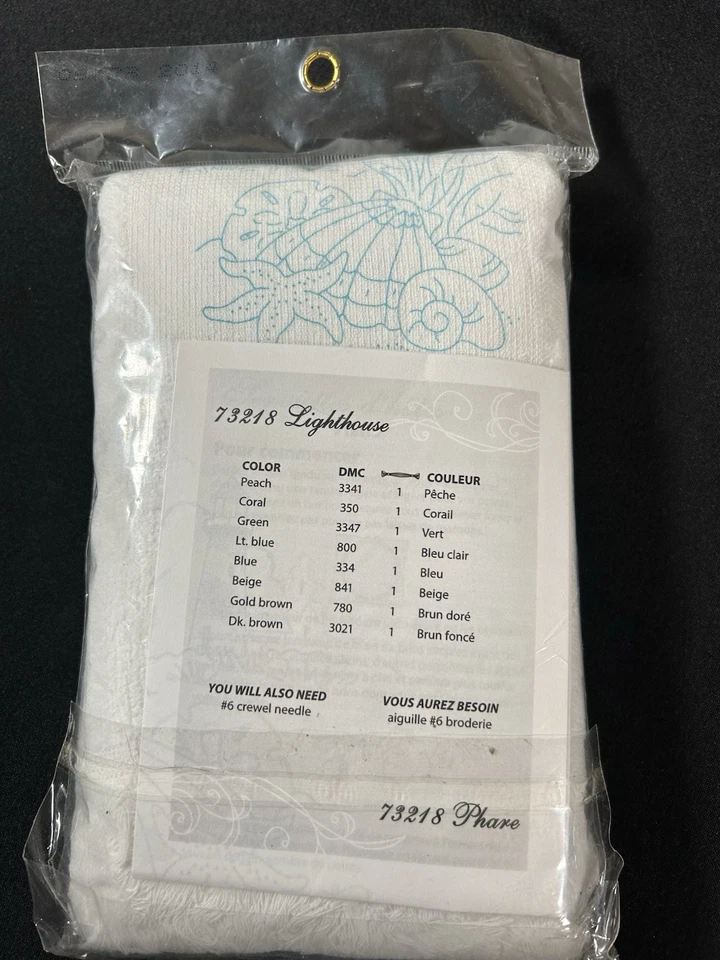 73218 Lighthouse
COLOR DMC COULEUR
Peach 3341 1 Pêche
Coral 350 1 Corail
Green 3347 1 Vert
Lt. blue 800 1 Bleu clair
Blue 334 1 Bleu
Beige 841 1 Beige
Gold brown 780 1 Brun doré
Dk. brown 3021 1 Brun foncé
YOU WILL ALSO NEED
#6 crewel needle
VOUS AUREZ BESOIN
aiguille #6 broderie
73218 Phare